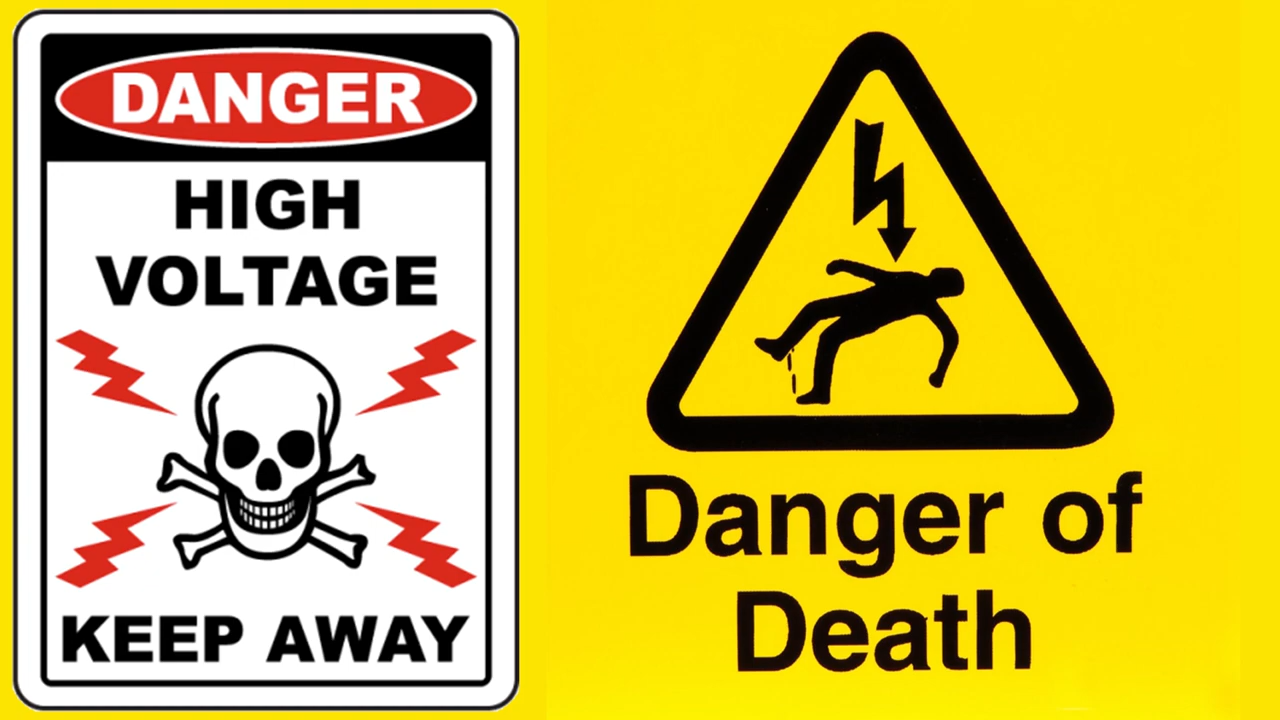 DANGER
HIGH
VOLTAGE
KEEP AWAY
Danger of
Death